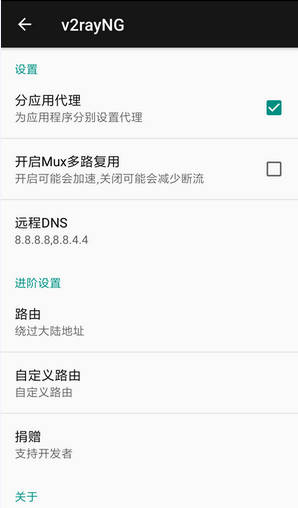 v2rayNG
设置
分应用代理
为应用程序分别设置代理
开启Mux多路复用
开启可能会加速,关闭可能会减少断流
远程DNS
8.8.8.8,8.8.4.4
进阶设置
路由
绕过大陆地址
自定义路由
自定义路由
捐赠
支持开发者
关于